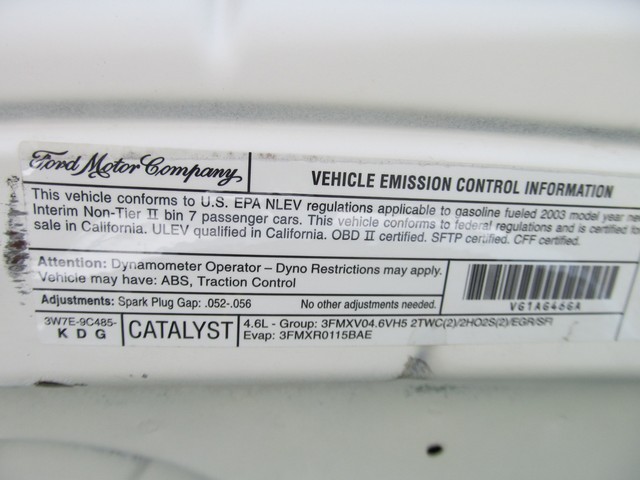 Ford Motor Company
VEHICLE EMISSION CONTROL INFORMATION
This vehicle conforms to U.S. EPA NLEV regulations applicable to gasoline fueled 2003 model year new
Interim Non-Tier II bin 7 passenger cars. This vehicle conforms to federal regulations and is certified for
sale in California. ULEV qualified in California. OBD II certified. SFTP certified. CFF certified.
Attention: Dynamometer Operator – Dyno Restrictions may apply.
Vehicle may have: ABS, Traction Control
VG1AG46GA
Adjustments: Spark Plug Gap: .052-.056 No other adjustments needed.
3W7E-9C485-
K D G
CATALYST
4.6L - Group: 3FMXV04.6VH5 2TWC(2)/2HO2S(2)/EGR/SFI
Evap: 3FMXR0115BAE